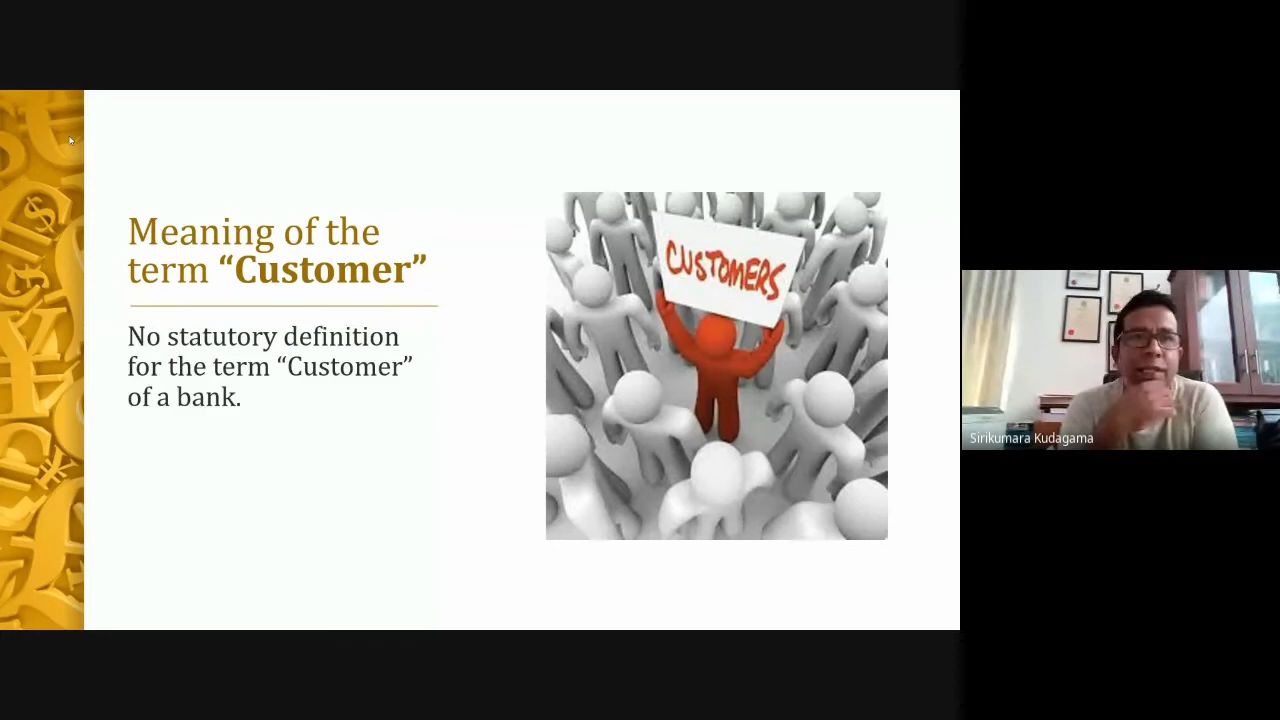 Meaning of the
term “Customer”
No statutory definition
for the term “Customer”
of a bank.
CUSTOMERS
Sirikumara Kudagama